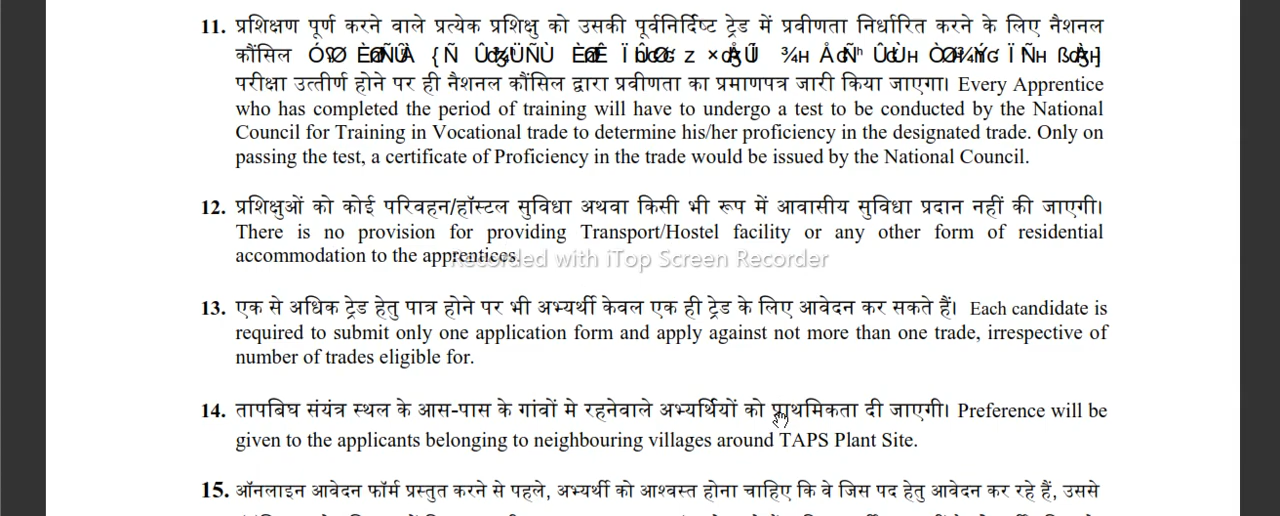 11. प्रशिक्षण पूर्ण करने वाले प्रत्येक प्रशिक्षु को उसकी पूर्वनिर्दिष्ट ट्रेड में प्रवीणता निर्धारित करने के लिए नैशनल
कौंसिल
परीक्षा उत्तीर्ण होने पर ही नैशनल कौंसिल द्वारा प्रवीणता का प्रमाणपत्र जारी किया जाएगा। Every Apprentice
who has completed the period of training will have to undergo a test to be conducted by the National
Council for Training in Vocational trade to determine his/her proficiency in the designated trade. Only on
passing the test, a certificate of Proficiency in the trade would be issued by the National Council.
12. प्रशिक्षुओं को कोई परिवहन/हॉस्टल सुविधा अथवा किसी भी रूप में आवासीय सुविधा प्रदान नहीं की जाएगी।
There is no provision for providing Transport/Hostel facility or any other form of residential
accommodation to the apprentices.
Recorded with iTop Screen Recorder
13. एक से अधिक ट्रेड हेतु पात्र होने पर भी अभ्यर्थी केवल एक ही ट्रेड के लिए आवेदन कर सकते हैं। Each candidate is
required to submit only one application form and apply against not more than one trade, irrespective of
number of trades eligible for.
14. तापबिघ संयंत्र स्थल के आस-पास के गांवों मे रहनेवाले अभ्यर्थियों को प्राथमिकता दी जाएगी। Preference will be
given to the applicants belonging to neighbouring villages around TAPS Plant Site.
15. ऑनलाइन आवेदन फॉर्म प्रस्तुत करने से पहले, अभ्यर्थी को आश्वस्त होना चाहिए कि वे जिस पद हेतु आवेदन कर रहे हैं, उससे